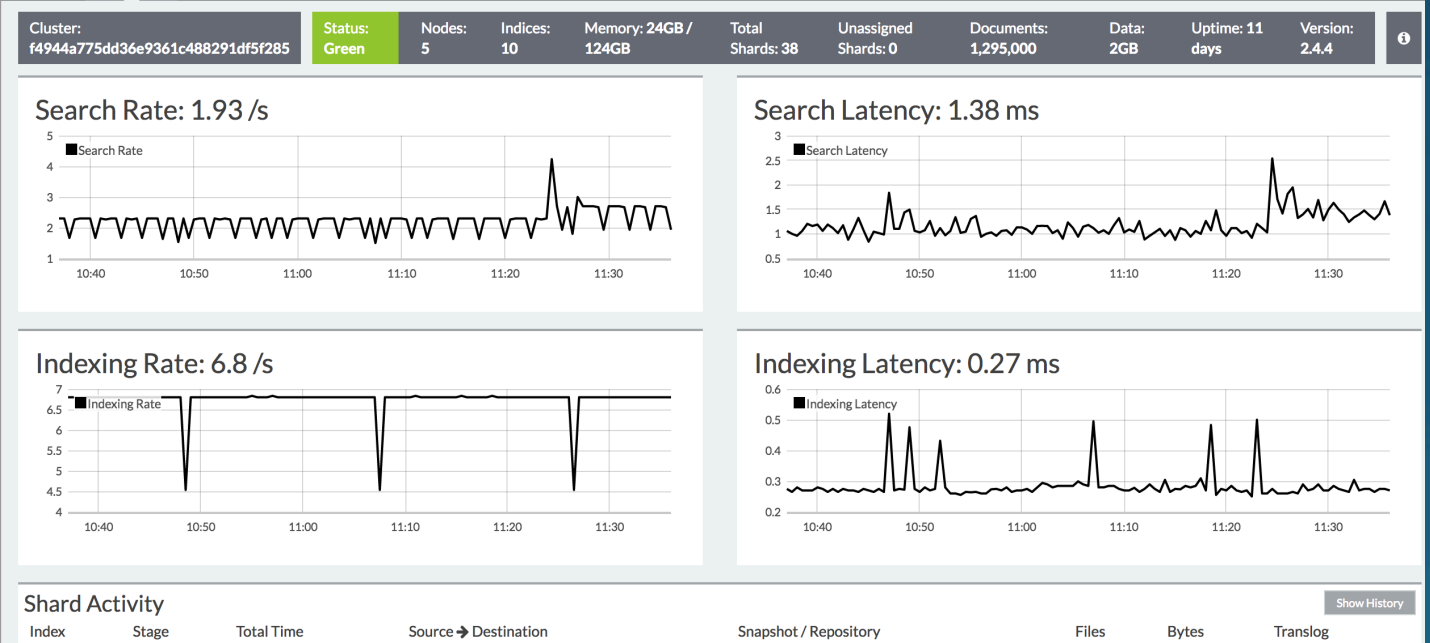 Cluster: Status: Nodes: Indices: Memory: 24GB / Total Unassigned Documents: Data: Uptime: 11 Version:
f4944a775dd36e9361c488291df5f285 Green 5 10 124GB Shards: 38 Shards: 0 1,295,000 2GB days 2.4.4
Search Rate: 1.93 /s
5
Search Rate
4
3
2
1
10:40 10:50 11:00 11:10 11:20 11:30
Search Latency: 1.38 ms
3
Search Latency
2.5
2
1.5
1
0.5
10:40 10:50 11:00 11:10 11:20 11:30
Indexing Rate: 6.8 /s
7
Indexing Rate
6.5
6
5.5
5
4.5
4
10:40 10:50 11:00 11:10 11:20 11:30
Indexing Latency: 0.27 ms
0.6
Indexing Latency
0.5
0.4
0.3
0.2
10:40 10:50 11:00 11:10 11:20 11:30
Shard Activity
Show History
Index Stage Total Time Source → Destination Snapshot / Repository Files Bytes Translog